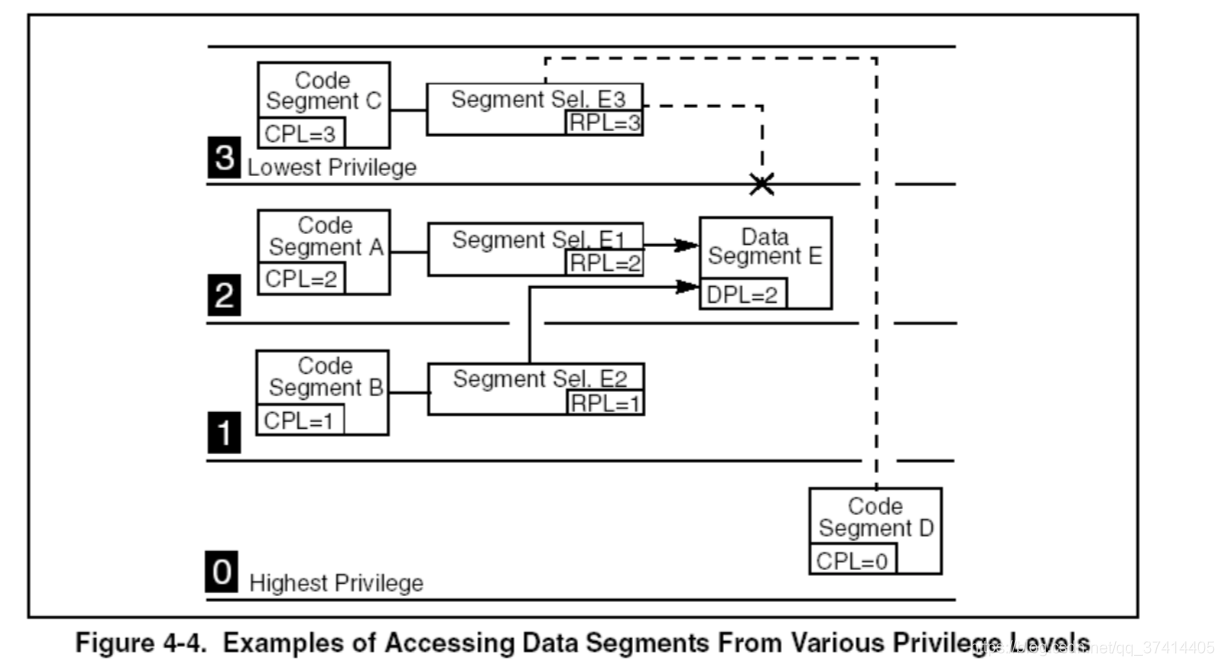 Code
Segment C
CPL=3
Segment Sel. E3
RPL=3
3
Lowest Privilege
Code
Segment A
CPL=2
Segment Sel. E1
RPL=2
Data
Segment E
DPL=2
2
Code
Segment B
CPL=1
Segment Sel. E2
RPL=1
1
Code
Segment D
CPL=0
0
Highest Privilege
Figure 4-4. Examples of Accessing Data Segments From Various Privilege Levels
net/qq_37414405